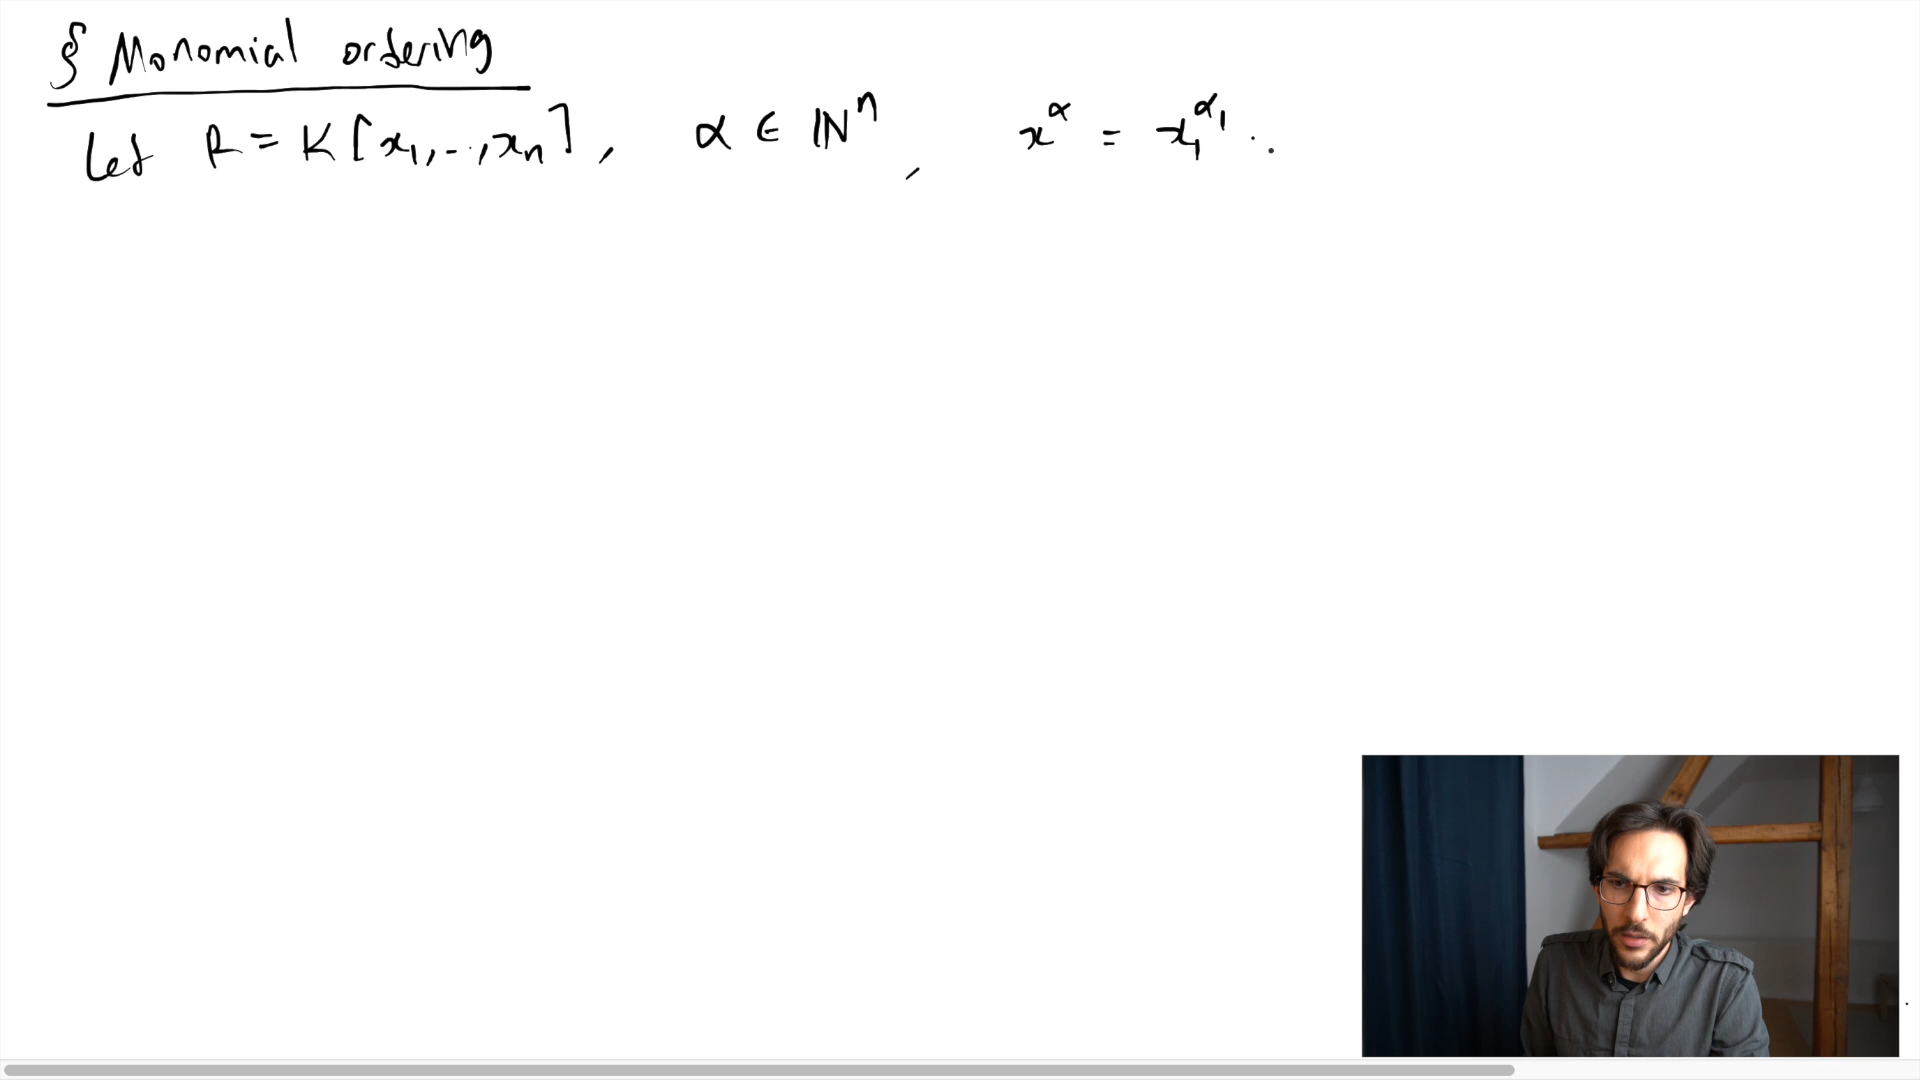 § Monomial ordering
Let R = K[x₁,..,xₙ], α ∈ ℕⁿ, x^α = x₁^α₁ ..